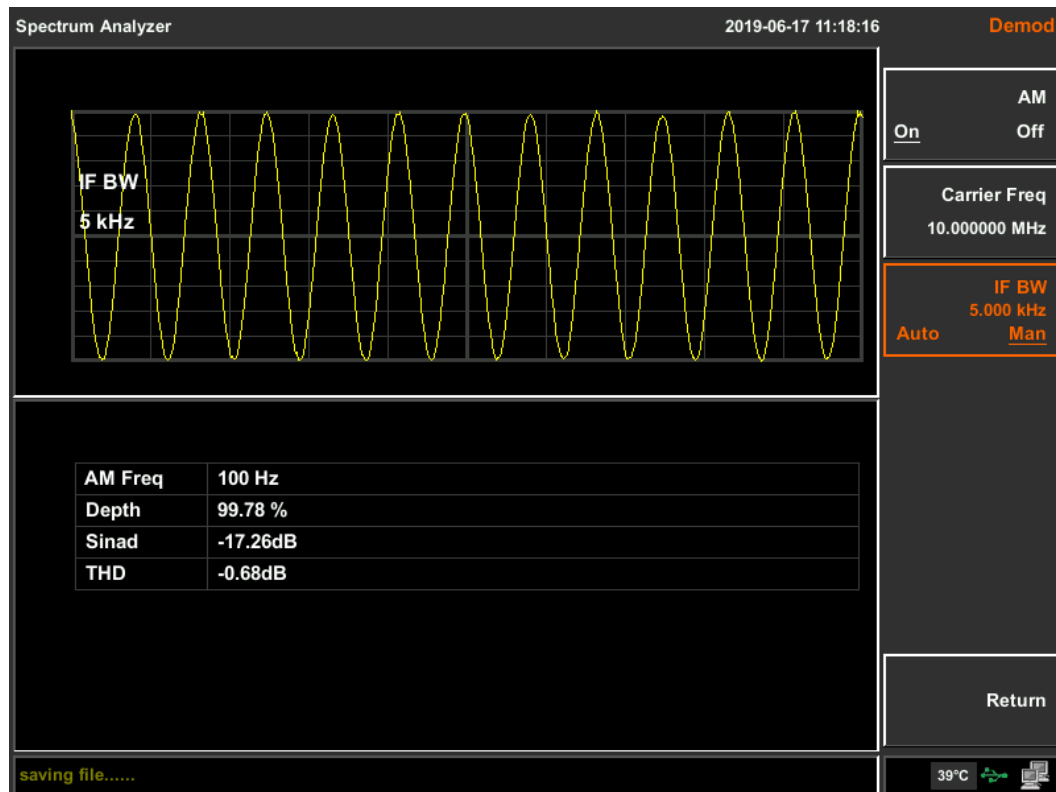 Spectrum Analyzer
2019-06-17 11:18:16
Demod
IF BW
5 kHz
AM
On Off
Carrier Freq
10.000000 MHz
IF BW
5.000 kHz
Auto Man
AM Freq 100 Hz
Depth 99.78 %
Sinad -17.26dB
THD -0.68dB
Return
saving file......
39°C